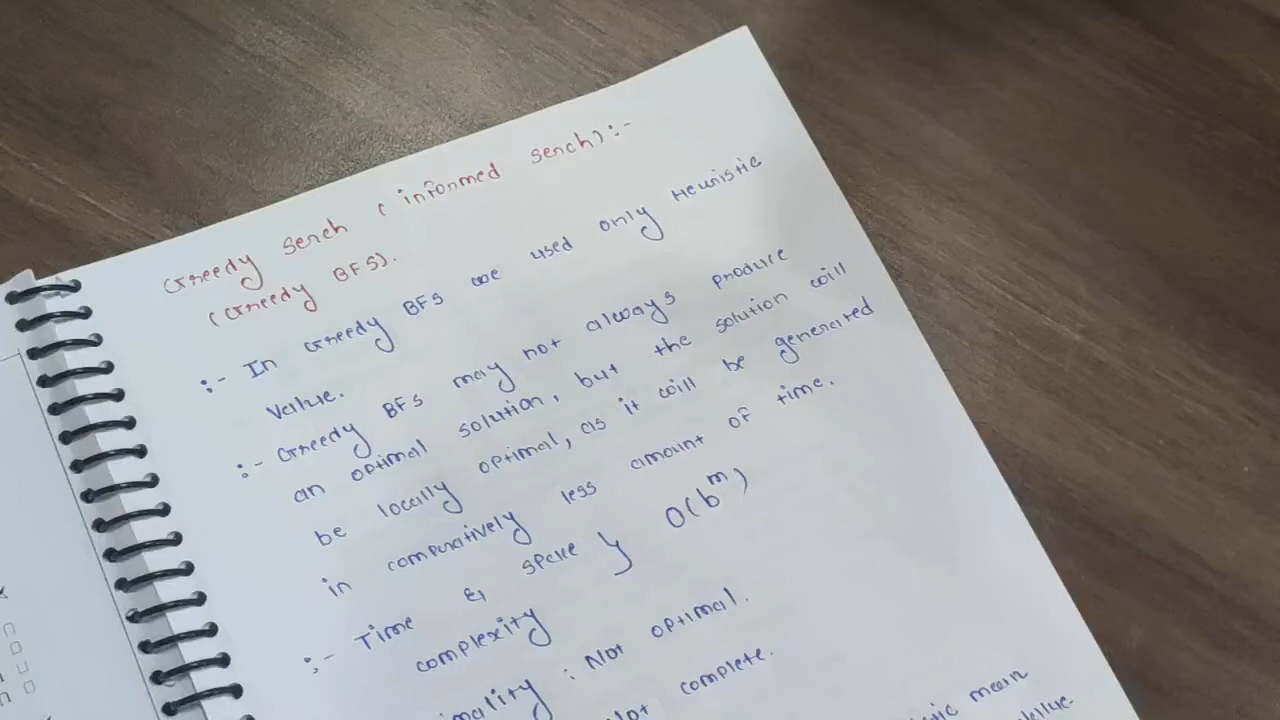 Greedy Serch (informed serch):-
(Greedy BFS).
:- In Greedy BFS we used only Heuristic
value.
:- Greedy BFS may not always produce
an optimal solution, but the solution will
be locally optimal, as it will be generated
in comparatively less amount of time.
:- Time & space } O(b^m)
complexity
mality : Not optimal.
Not complete.
mean